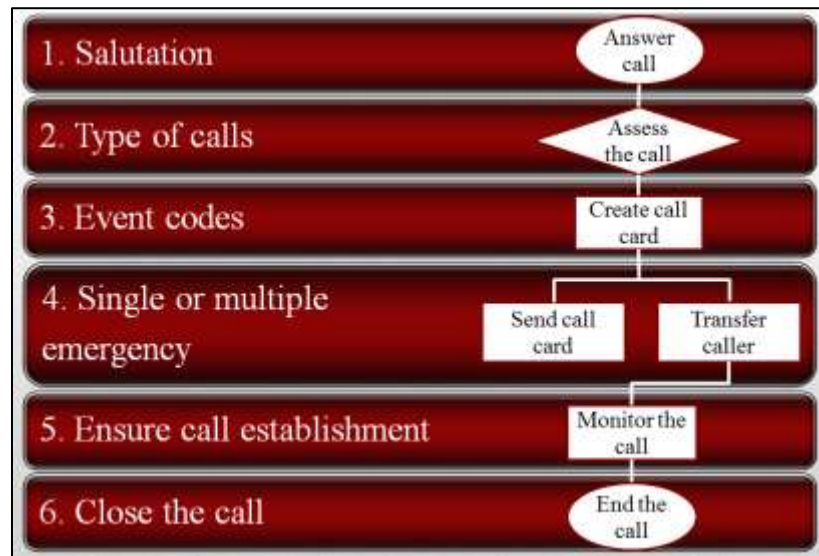 1. Salutation
Answer
call
2. Type of calls
Assess
the call
3. Event codes
Create call
card
4. Single or multiple
emergency
Send call
card
Transfer
caller
5. Ensure call establishment
Monitor the
call
6. Close the call
End the
call